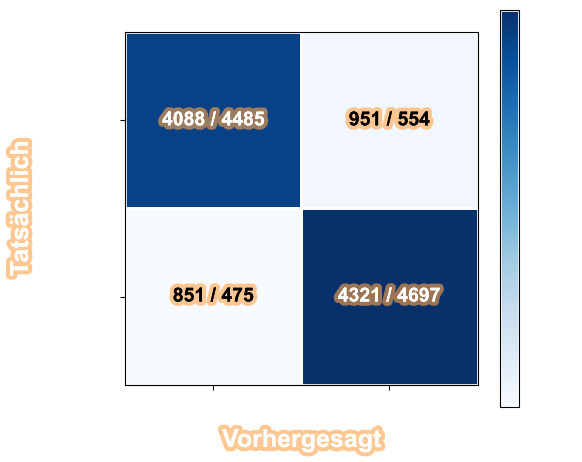 4088 / 4485
951 / 554
Tatsächlich
851 / 475
4321 / 4697
Vorhergesagt